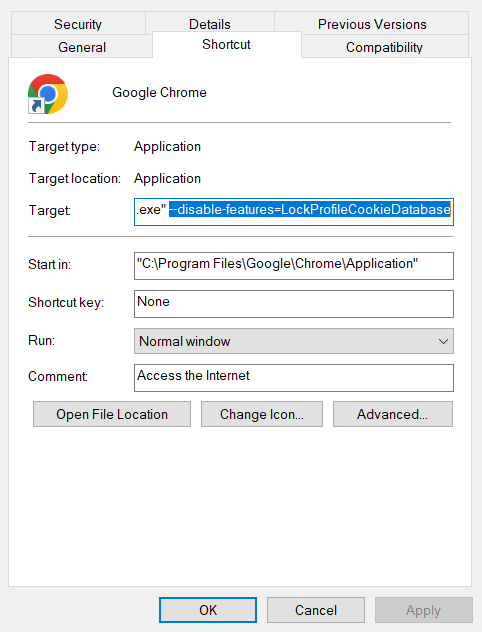 Security Details Previous Versions
General Shortcut Compatibility
Google Chrome
Target type: Application
Target location: Application
Target: .exe" --disable-features=LockProfileCookieDatabase
Start in: "C:\Program Files\Google\Chrome\Application"
Shortcut key: None
Run: Normal window
Comment: Access the Internet
Open File Location Change Icon... Advanced...
OK Cancel Apply